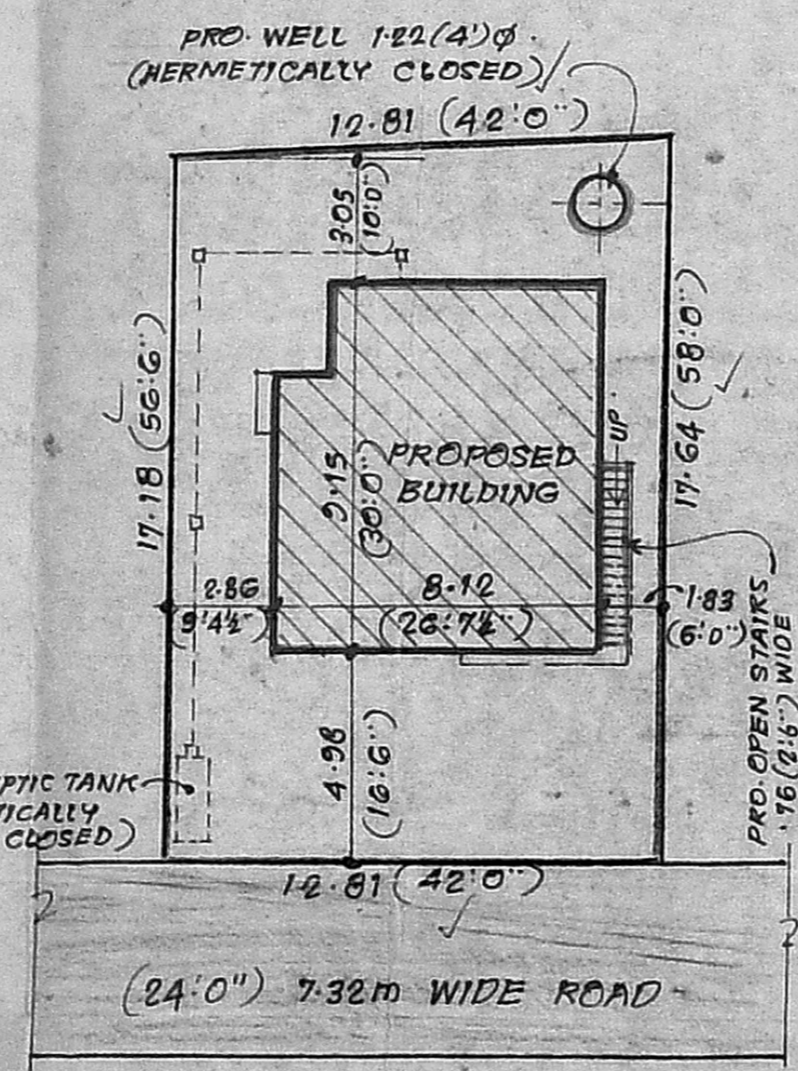 PRO. WELL 1.22(4')Ø.
(HERMETICALLY CLOSED)
12.81 (42'0")
3.05
(10'0")
17.18 (56'6")
17.64 (58'0")
UP.
PROPOSED
BUILDING
9.15
(30'0")
2.86
(9'4½")
8.12
(26'7½")
1.83
(6'0")
PRO. OPEN STAIRS
.76 (2'6") WIDE
4.98
(16'6")
PTIC TANK
TICALLY
CLOSED)
12.81 (42'0")
(24'0") 7.32m WIDE ROAD